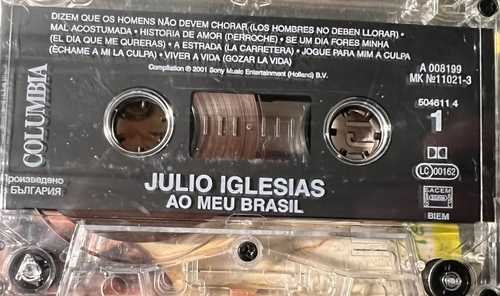 DIZEM QUE OS HOMENS NÃO DEVEM CHORAR (LOS HOMBRES NO DEBEN LLORAR) •
MAL ACOSTUMADA • HISTORIA DE AMOR (DERROCHE) • SE UM DIA FORES MINHA
(EL DIA QUE ME QUIERAS) • A ESTRADA (LA CARRETERA) • JOGUE PARA MIM A CULPA
(ÉCHAME A MI LA CULPA) • VIVER A VIDA (GOZAR LA VIDA)
Compilation ℗ 2001 Sony Music Entertainment (Holland) B.V.
A 008199
MK №11021-3
504611 4
1
COLUMBIA
LC 00162
LACEM
BIEM
Произведено
в БЪЛГАРИЯ
JULIO IGLESIAS
AO MEU BRASIL